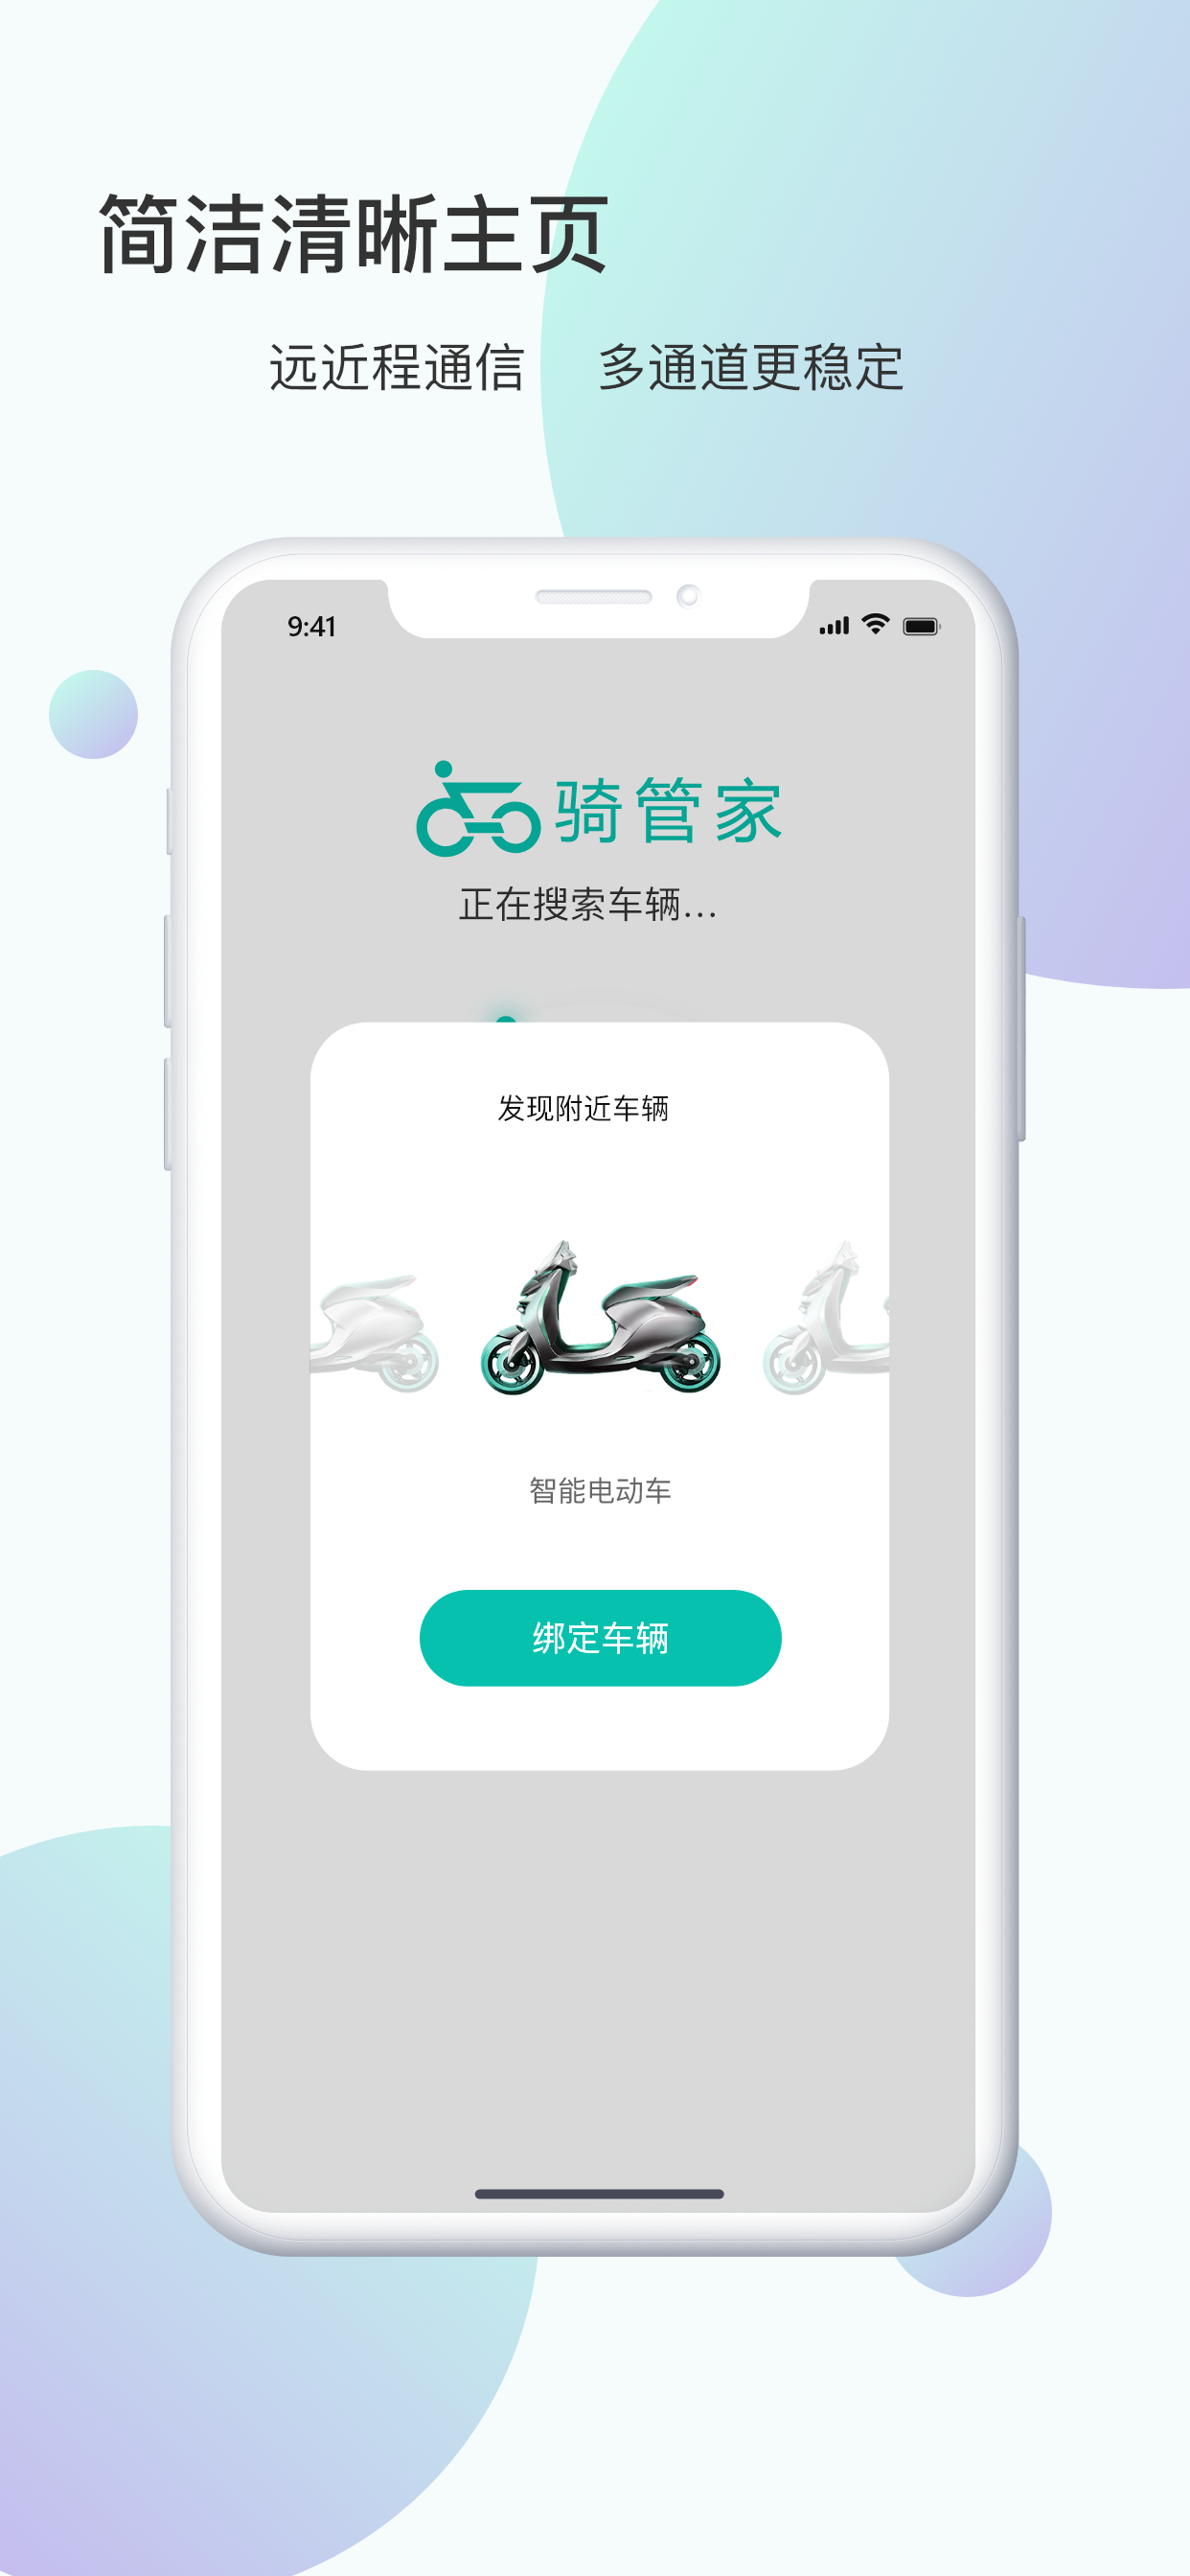 简洁清晰主页
远近程通信 多通道更稳定
9:41
骑管家
正在搜索车辆...
发现附近车辆
智能电动车
绑定车辆